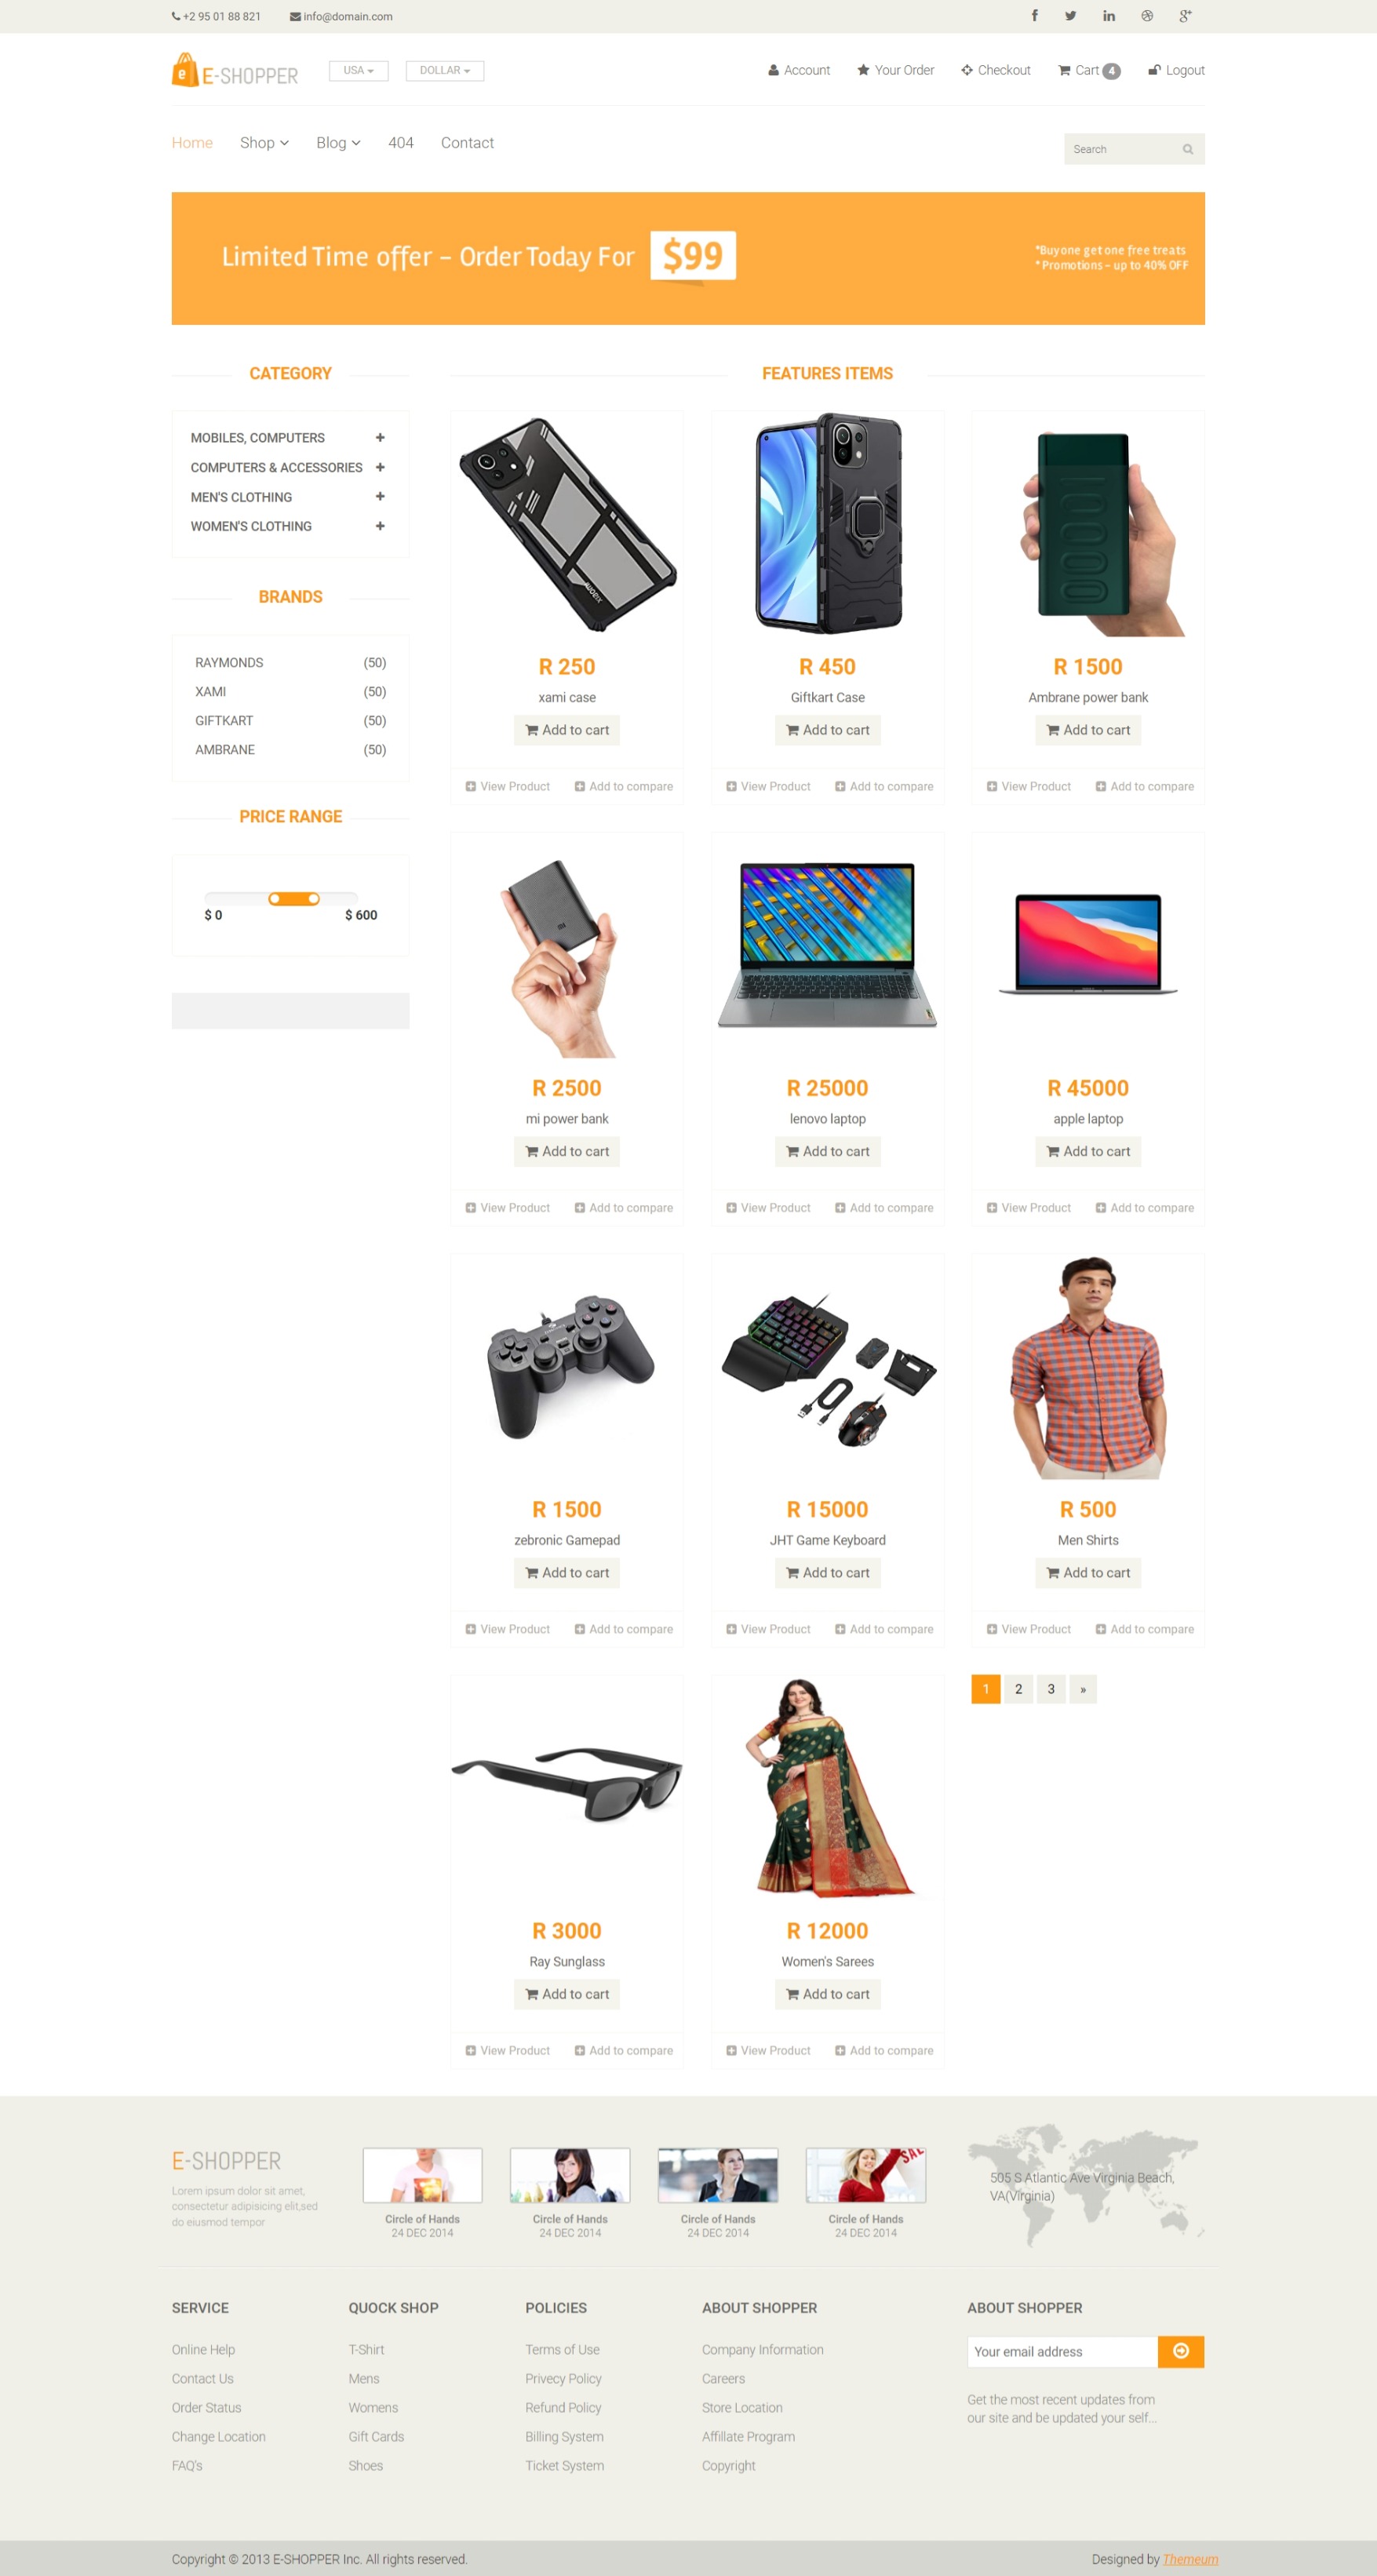 +2 95 01 88 821 info@domain.com
E-SHOPPER
USA DOLLAR
Account Your Order Checkout Cart 4 Logout
Home Shop Blog 404 Contact
Search
Limited Time offer – Order Today For $99
*Buy one get one free treats
* Promotions – up to 40% OFF
CATEGORY
MOBILES, COMPUTERS
COMPUTERS & ACCESSORIES
MEN'S CLOTHING
WOMEN'S CLOTHING
BRANDS
RAYMONDS (50)
XAMI (50)
GIFTKART (50)
AMBRANE (50)
PRICE RANGE
$ 0 $ 600
FEATURES ITEMS
10000
R 250 R 450 R 1500
xami case Giftkart Case Ambrane power bank
Add to cart Add to cart Add to cart
View Product Add to compare View Product Add to compare View Product Add to compare
mi
R 2500 R 25000 R 45000
mi power bank lenovo laptop apple laptop
Add to cart Add to cart Add to cart
View Product Add to compare View Product Add to compare View Product Add to compare
R 1500 R 15000 R 500
zebronic Gamepad JHT Game Keyboard Men Shirts
Add to cart Add to cart Add to cart
View Product Add to compare View Product Add to compare View Product Add to compare
1 2 3 »
R 3000 R 12000
Ray Sunglass Women's Sarees
Add to cart Add to cart
View Product Add to compare View Product Add to compare
E-SHOPPER
Lorem ipsum dolor sit amet,
consectetur adipisicing elit,sed
do eiusmod tempor
Circle of Hands
24 DEC 2014
Circle of Hands
24 DEC 2014
Circle of Hands
24 DEC 2014
SALE
Circle of Hands
24 DEC 2014
505 S Atlantic Ave Virginia Beach,
VA(Virginia)
SERVICE
Online Help
Contact Us
Order Status
Change Location
FAQ's
QUOCK SHOP
T-Shirt
Mens
Womens
Gift Cards
Shoes
POLICIES
Terms of Use
Privecy Policy
Refund Policy
Billing System
Ticket System
ABOUT SHOPPER
Company Information
Careers
Store Location
Affillate Program
Copyright
ABOUT SHOPPER
Your email address
Get the most recent updates from
our site and be updated your self...
Copyright © 2013 E-SHOPPER Inc. All rights reserved.
Designed by Themeum